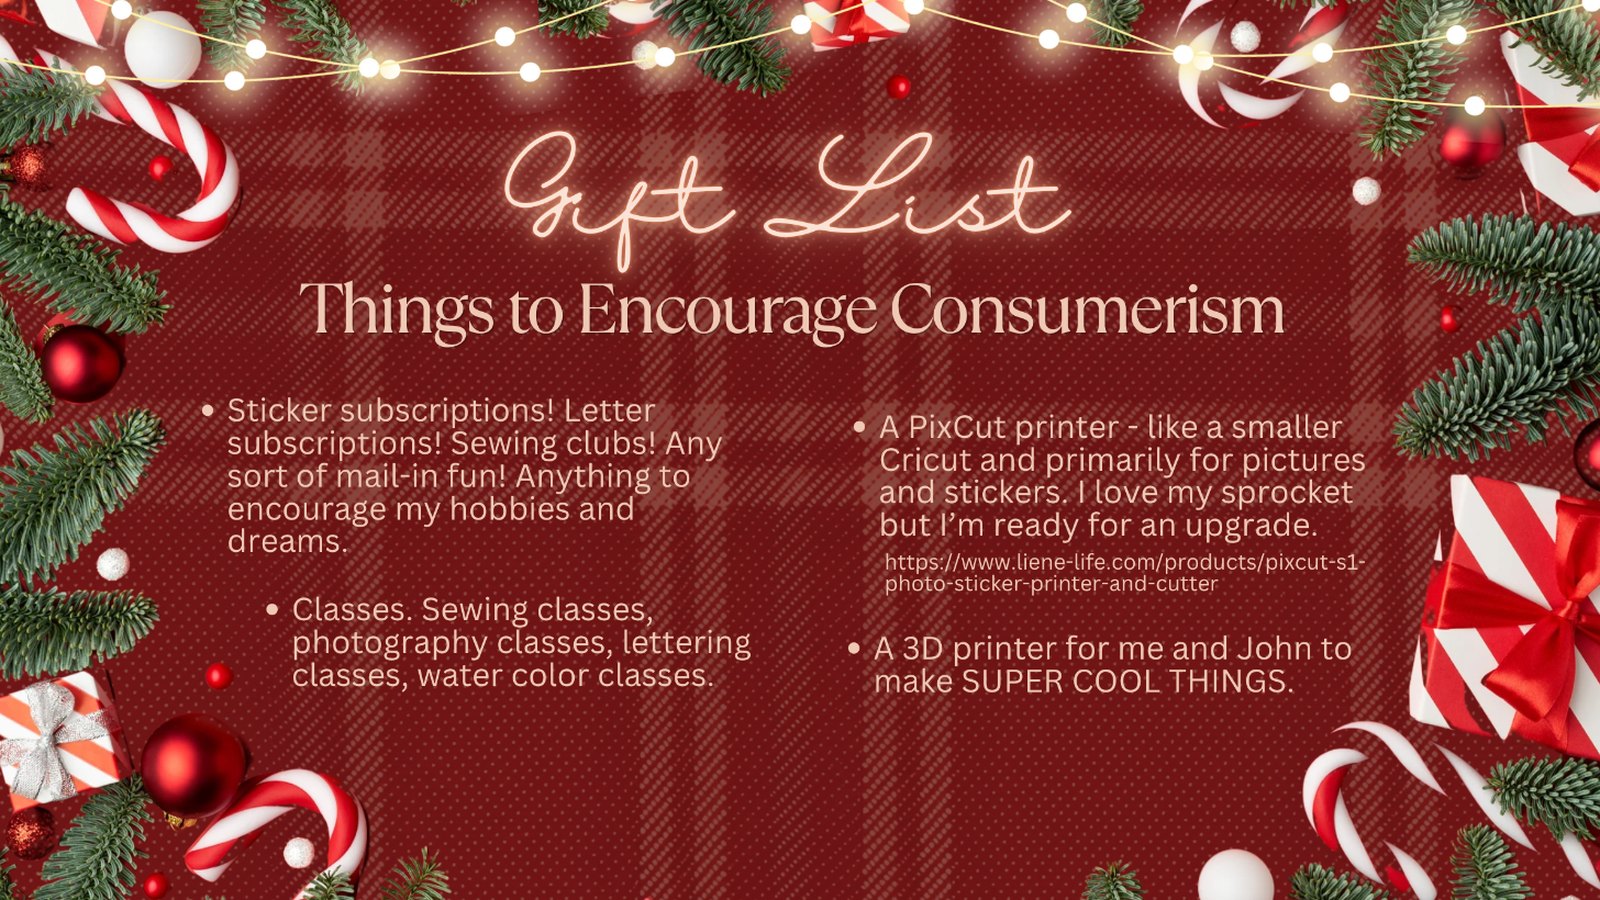 Gift List
Things to Encourage Consumerism
Sticker subscriptions! Letter
subscriptions! Sewing clubs! Any
sort of mail-in fun! Anything to
encourage my hobbies and
dreams.
Classes. Sewing classes,
photography classes, lettering
classes, water color classes.
A PixCut printer - like a smaller
Cricut and primarily for pictures
and stickers. I love my sprocket
but I’m ready for an upgrade.
https://www.liene-life.com/products/pixcut-s1-
photo-sticker-printer-and-cutter
A 3D printer for me and John to
make SUPER COOL THINGS.